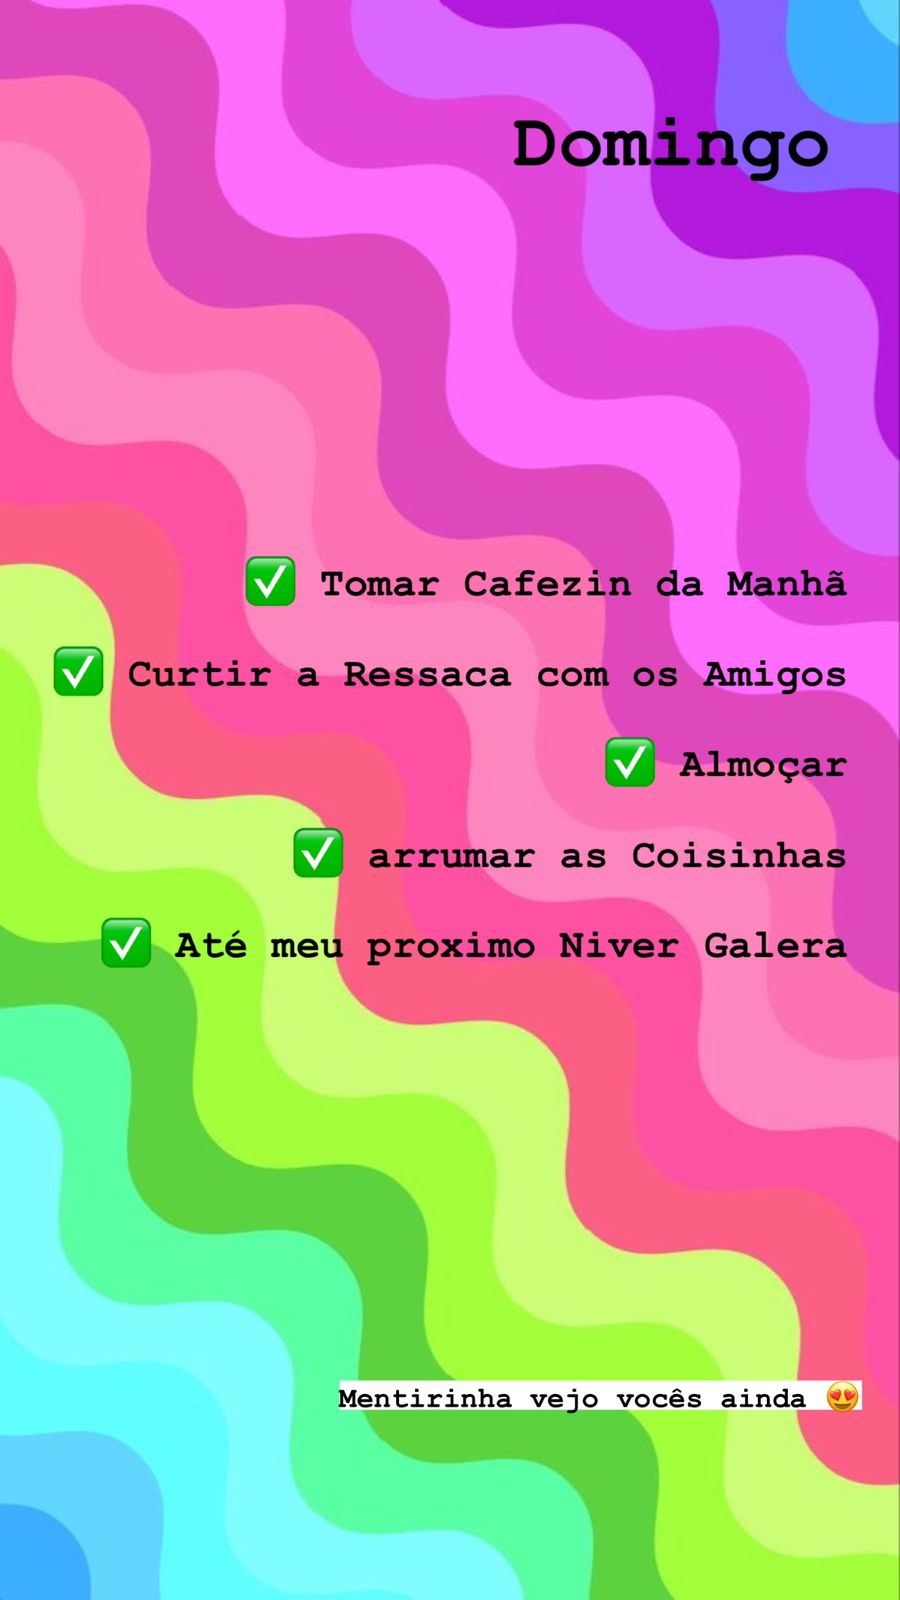 Domingo
✅ Tomar Cafezin da Manhã
✅ Curtir a Ressaca com os Amigos
✅ Almoçar
✅ arrumar as Coisinhas
✅ Até meu proximo Niver Galera
Mentirinha vejo vocês ainda 😍